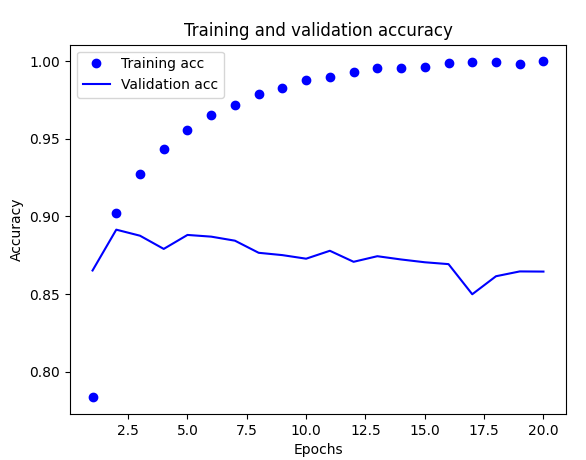 Training and validation accuracy
Training acc
Validation acc
1.00
0.95
0.90
0.85
0.80
Accuracy
2.5 5.0 7.5 10.0 12.5 15.0 17.5 20.0
Epochs